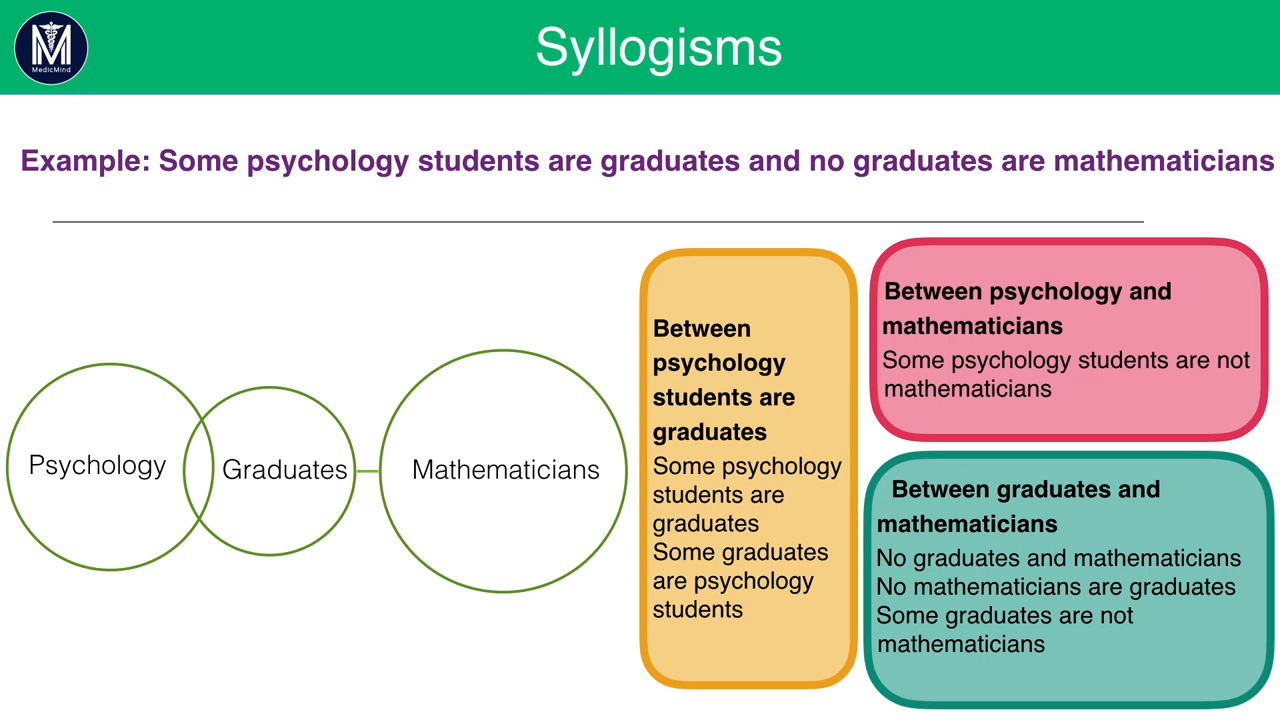 M
MedicMind
Syllogisms
Example: Some psychology students are graduates and no graduates are mathematicians
Psychology
Graduates
Mathematicians
Between
psychology
students are
graduates
Some psychology
students are
graduates
Some graduates
are psychology
students
Between psychology and
mathematicians
Some psychology students are not
mathematicians
Between graduates and
mathematicians
No graduates and mathematicians
No mathematicians are graduates
Some graduates are not
mathematicians